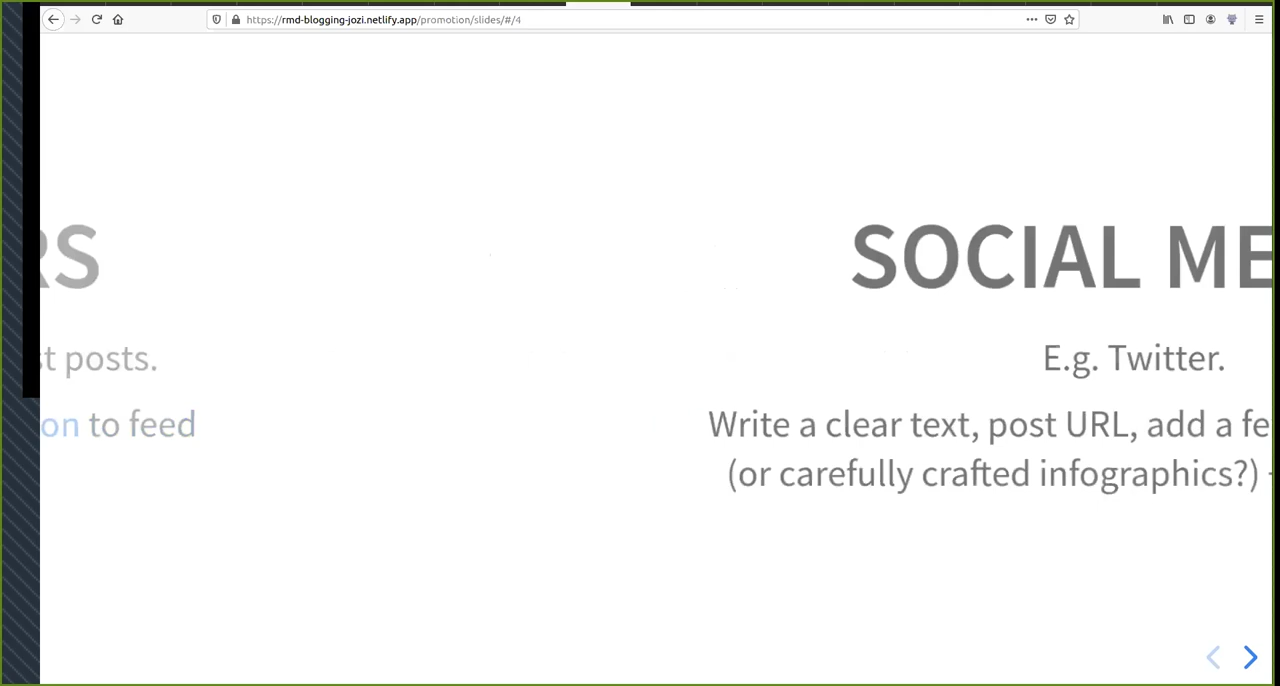 https://rmd-blogging-jozi.netlify.app/promotion/slides/#/4
RS
st posts.
on to feed
SOCIAL ME
E.g. Twitter.
Write a clear text, post URL, add a fe
(or carefully crafted infographics?)